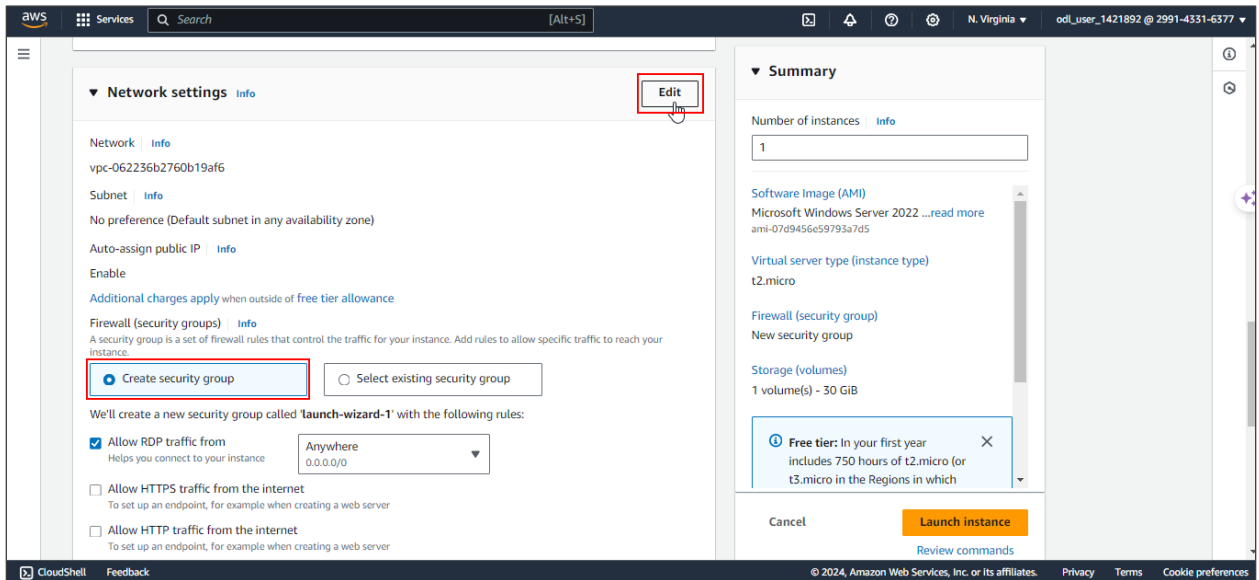 aws
Services
Search
[Alt+S]
N. Virginia
odl_user_1421892 @ 2991-4331-6377
Network settings Info
Edit
Network Info
vpc-062236b2760b19af6
Subnet Info
No preference (Default subnet in any availability zone)
Auto-assign public IP Info
Enable
Additional charges apply when outside of free tier allowance
Firewall (security groups) Info
A security group is a set of firewall rules that control the traffic for your instance. Add rules to allow specific traffic to reach your
instance.
Create security group
Select existing security group
We'll create a new security group called 'launch-wizard-1' with the following rules:
Allow RDP traffic from
Helps you connect to your instance
Anywhere
0.0.0.0/0
Allow HTTPS traffic from the internet
To set up an endpoint, for example when creating a web server
Allow HTTP traffic from the internet
To set up an endpoint, for example when creating a web server
Summary
Number of instances Info
1
Software Image (AMI)
Microsoft Windows Server 2022 ...read more
ami-07d9456e59793a7d5
Virtual server type (instance type)
t2.micro
Firewall (security group)
New security group
Storage (volumes)
1 volume(s) - 30 GiB
Free tier: In your first year
includes 750 hours of t2.micro (or
t3.micro in the Regions in which
Cancel
Launch instance
Review commands
CloudShell
Feedback
© 2024, Amazon Web Services, Inc. or its affiliates.
Privacy
Terms
Cookie preferences